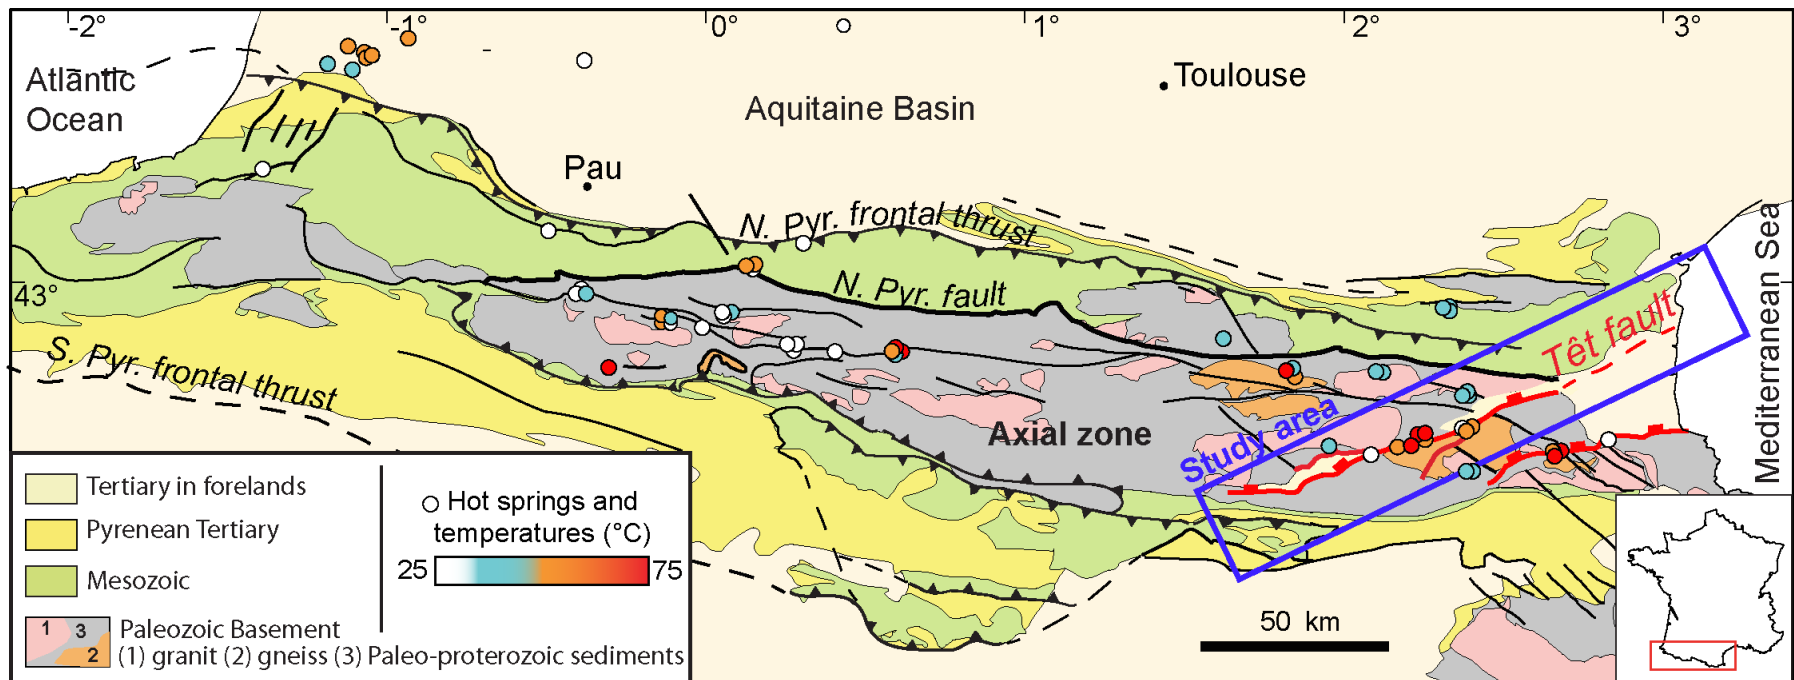 -2°
-1°
0°
1°
2°
3°
Atlantic
Ocean
Toulouse
Aquitaine Basin
Pau
N. Pyr. frontal thrust
43°
N. Pyr. fault
S. Pyr. frontal thrust
Têt fault
Mediterranean Sea
Axial zone
Study area
Tertiary in forelands
Pyrenean Tertiary
Mesozoic
1
3
2
Paleozoic Basement
(1) granit (2) gneiss (3) Paleo-proterozoic sediments
Hot springs and
temperatures (°C)
25
75
50 km